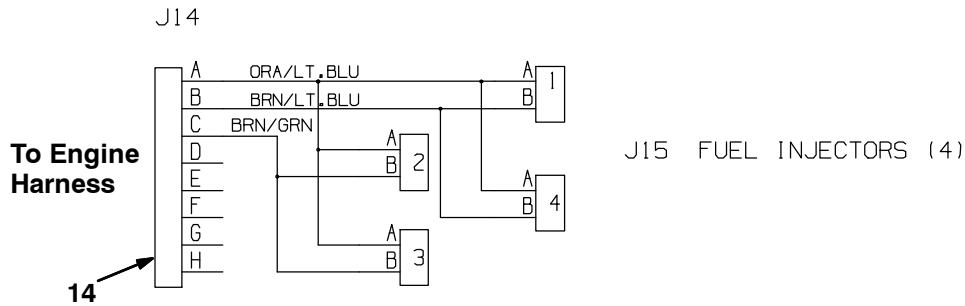 J14
A ORA/LT.BLU A 1
B BRN/LT.BLU B
C BRN/GRN
To Engine
Harness
D A
E B 2
F
G A
H B 3
A
B 4
J15 FUEL INJECTORS (4)
14